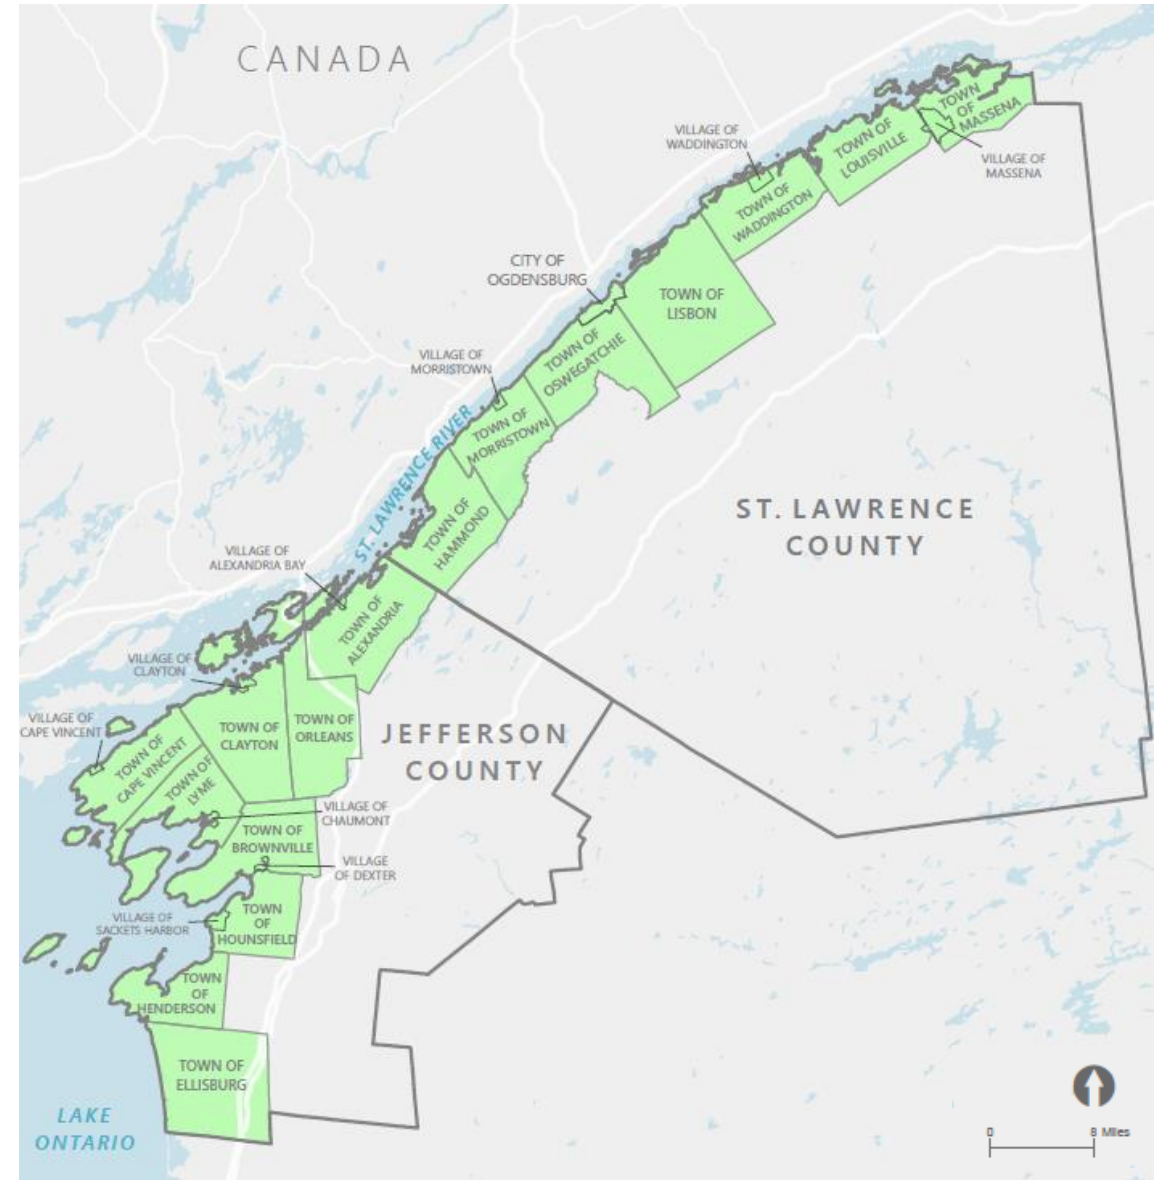 CANADA
VILLAGE OF
WADDINGTON
TOWN
OF
MASSENA
TOWN OF
LOUISVILLE
VILLAGE OF
MASSENA
TOWN OF
WADDINGTON
CITY OF
OGDENSBURG
TOWN OF
LISBON
TOWN OF
OSWEGATCHIE
VILLAGE OF
MORRISTOWN
TOWN OF
MORRISTOWN
ST. LAWRENCE RIVER
TOWN OF
HAMMOND
ST. LAWRENCE
COUNTY
VILLAGE OF
ALEXANDRIA BAY
TOWN OF
ALEXANDRIA
VILLAGE OF
CLAYTON
VILLAGE OF
CAPE VINCENT
TOWN OF
CAPE VINCENT
TOWN OF
LYME
TOWN OF
CLAYTON
TOWN OF
ORLEANS
JEFFERSON
COUNTY
VILLAGE OF
CHAUMONT
TOWN OF
BROWNVILLE
VILLAGE
OF DEXTER
VILLAGE OF
SACKETS HARBOR
TOWN
OF
HOUNSFIELD
TOWN
OF
HENDERSON
TOWN OF
ELLISBURG
LAKE
ONTARIO
0 8 Miles